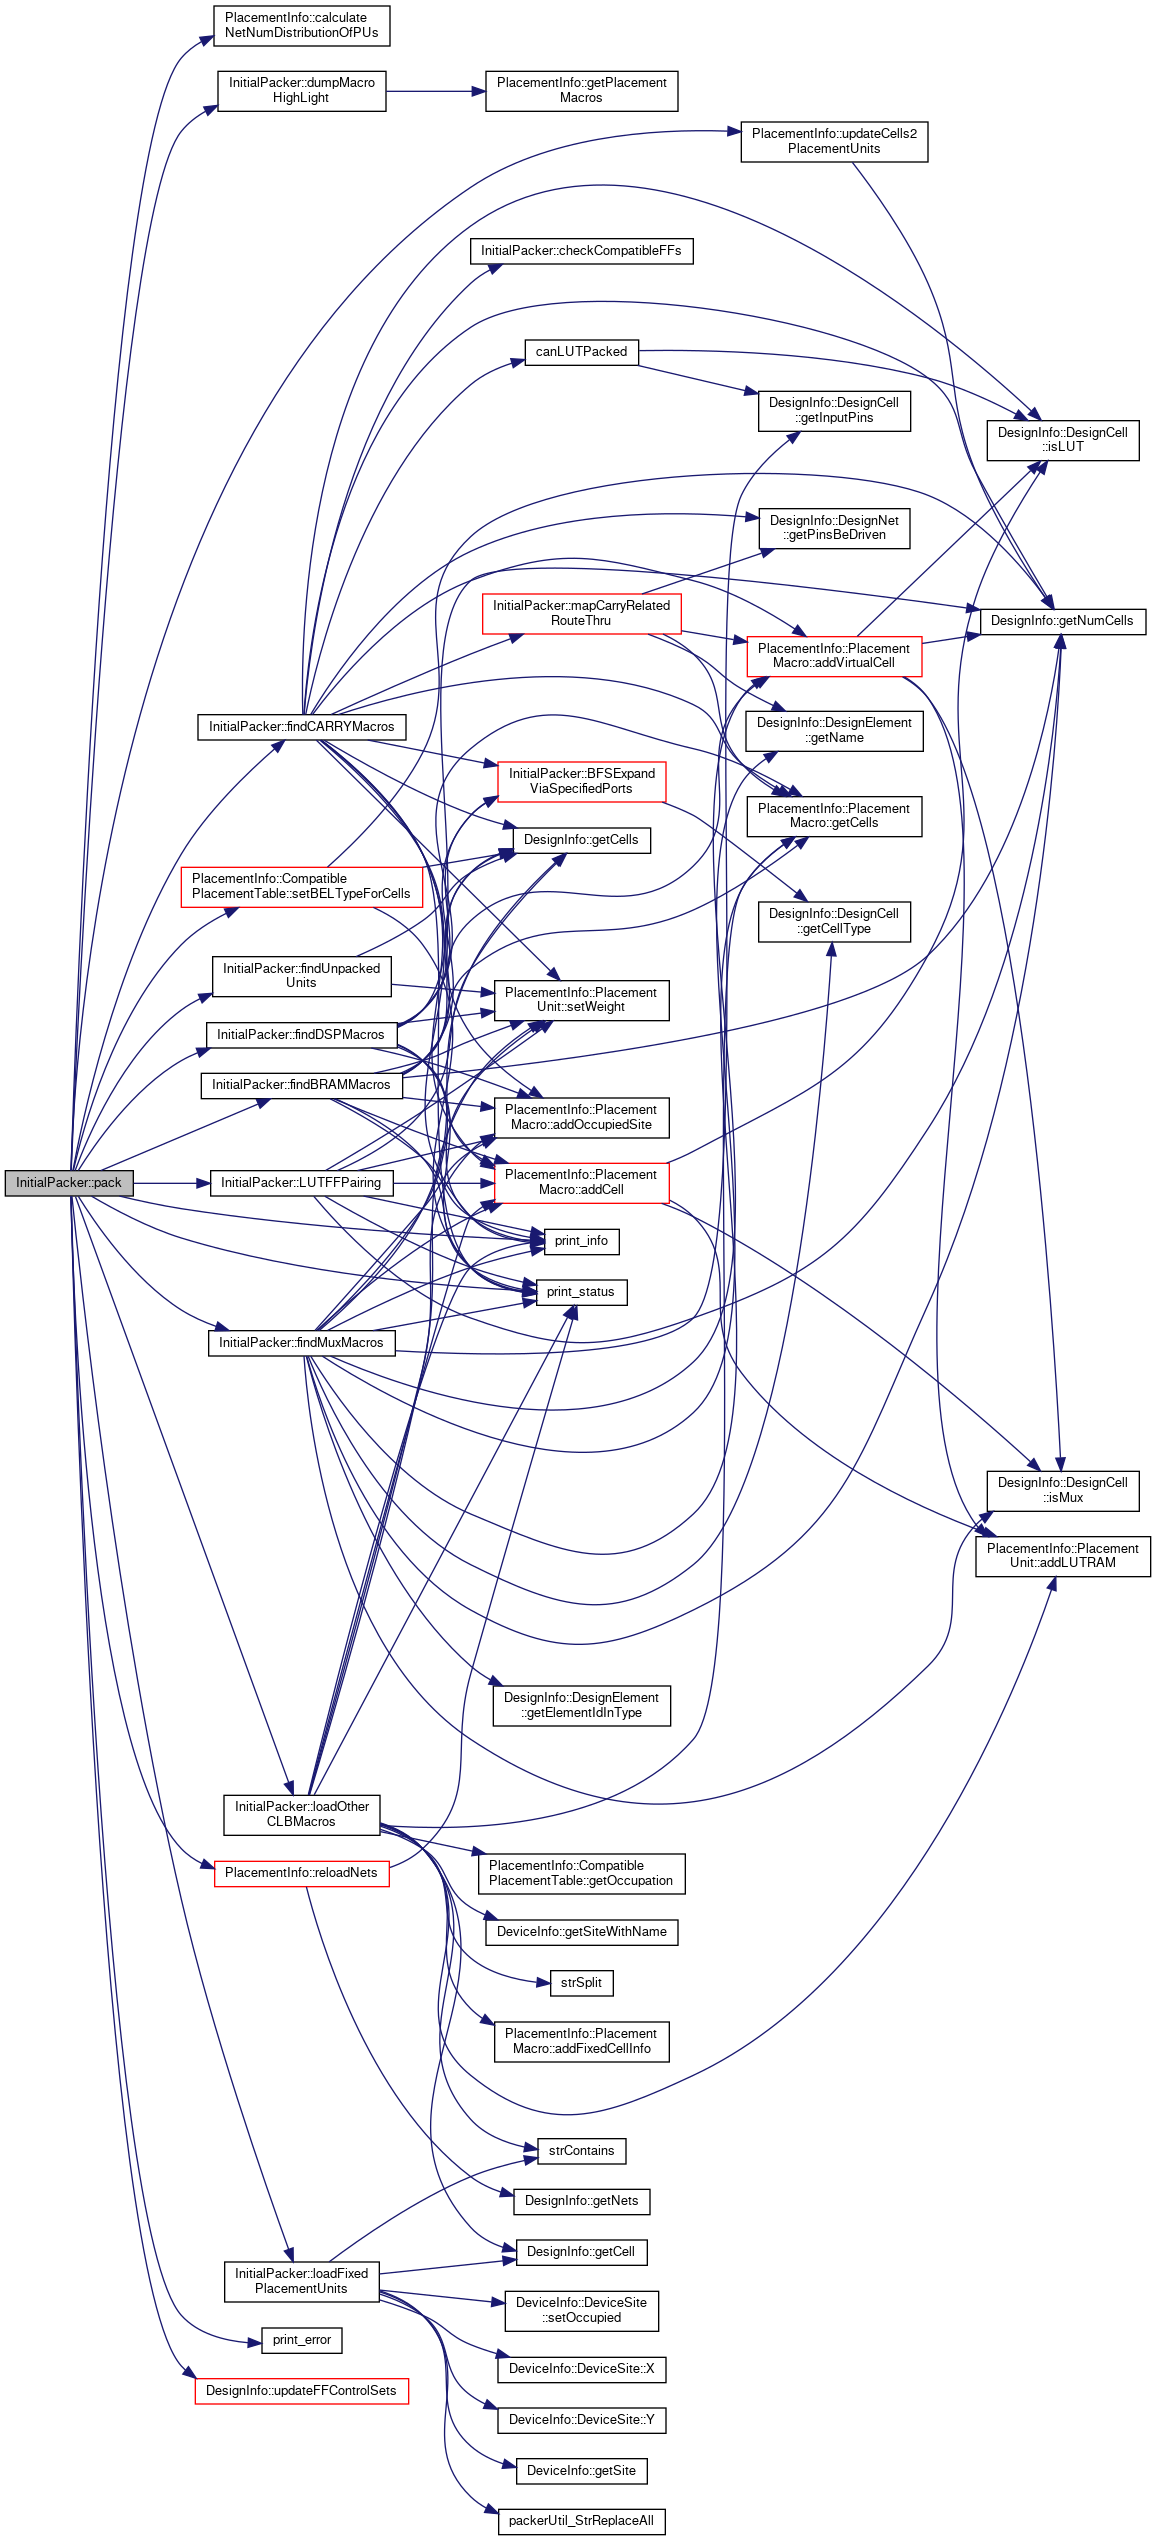 PlacementInfo::calculate
NetNumDistributionOfPUs
InitialPacker::dumpMacro
HighLight
PlacementInfo::getPlacement
Macros
PlacementInfo::updateCells2
PlacementUnits
InitialPacker::checkCompatibleFFs
canLUTPacked
DesignInfo::DesignCell
::getInputPins
DesignInfo::DesignCell
::isLUT
DesignInfo::DesignNet
::getPinsBeDriven
InitialPacker::mapCarryRelated
RouteThru
DesignInfo::getNumCells
PlacementInfo::Placement
Macro::addVirtualCell
InitialPacker::findCARRYMacros
DesignInfo::DesignElement
::getName
InitialPacker::BFSExpand
ViaSpecifiedPorts
PlacementInfo::Placement
Macro::getCells
DesignInfo::getCells
PlacementInfo::Compatible
PlacementTable::setBELTypeForCells
DesignInfo::DesignCell
::getCellType
InitialPacker::findUnpacked
Units
PlacementInfo::Placement
Unit::setWeight
InitialPacker::findDSPMacros
InitialPacker::findBRAMMacros
PlacementInfo::Placement
Macro::addOccupiedSite
InitialPacker::pack
InitialPacker::LUTFFPairing
PlacementInfo::Placement
Macro::addCell
print_info
print_status
InitialPacker::findMuxMacros
DesignInfo::DesignCell
::isMux
PlacementInfo::Placement
Unit::addLUTRAM
DesignInfo::DesignElement
::getElementIdInType
InitialPacker::loadOther
CLBMacros
PlacementInfo::reloadNets
PlacementInfo::Compatible
PlacementTable::getOccupation
DeviceInfo::getSiteWithName
strSplit
PlacementInfo::Placement
Macro::addFixedCellInfo
strContains
DesignInfo::getNets
DesignInfo::getCell
InitialPacker::loadFixed
PlacementUnits
DeviceInfo::DeviceSite
::setOccupied
print_error
DeviceInfo::DeviceSite::X
DesignInfo::updateFFControlSets
DeviceInfo::DeviceSite::Y
DeviceInfo::getSite
packerUtil_StrReplaceAll